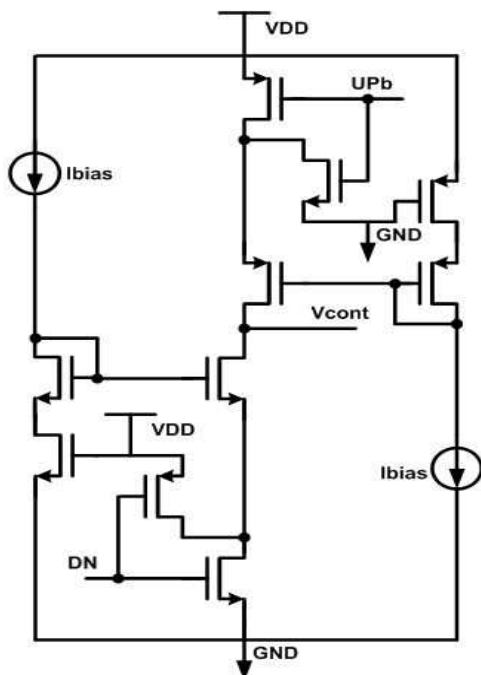 VDD
UPb
Ibias
GND
Vcont
VDD
Ibias
DN
GND